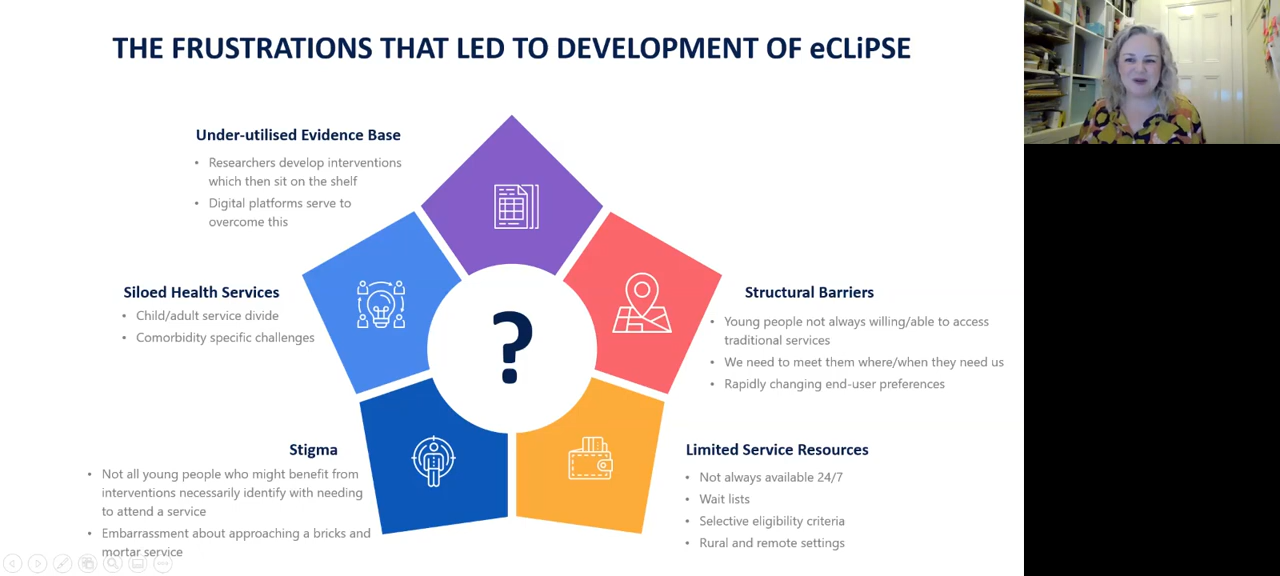 THE FRUSTRATIONS THAT LED TO DEVELOPMENT OF eCLiPSE
Under-utilised Evidence Base
• Researchers develop interventions
which then sit on the shelf
• Digital platforms serve to
overcome this
Siloed Health Services
• Child/adult service divide
• Comorbidity specific challenges
?
Structural Barriers
• Young people not always willing/able to access
traditional services
• We need to meet them where/when they need us
• Rapidly changing end-user preferences
Stigma
• Not all young people who might benefit from
interventions necessarily identify with needing
to attend a service
• Embarrassment about approaching a bricks and
mortar service
Limited Service Resources
• Not always available 24/7
• Wait lists
• Selective eligibility criteria
• Rural and remote settings